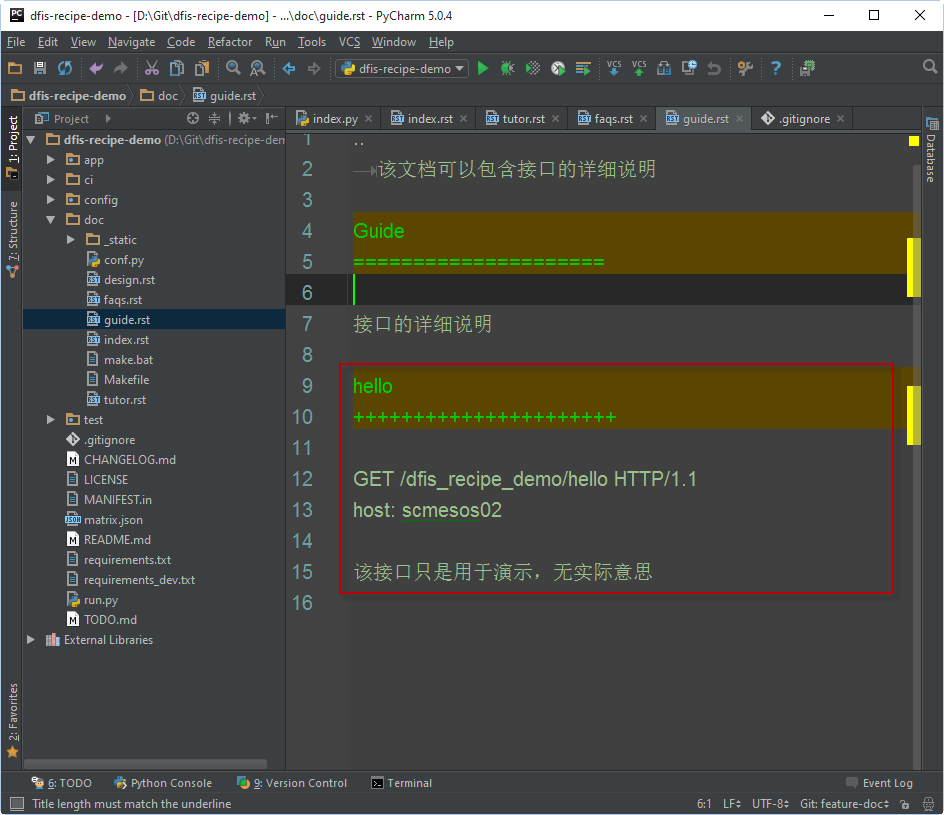 dfis-recipe-demo - [D:\Git\dfis-recipe-demo] - ...\doc\guide.rst - PyCharm 5.0.4
File Edit View Navigate Code Refactor Run Tools VCS Window Help
dfis-recipe-demo VCS VCS
dfis-recipe-demo doc guide.rst
Project index.py index.rst tutor.rst faqs.rst guide.rst .gitignore
1: Project
7: Structure
2: Favorites
dfis-recipe-demo (D:\Git\dfis-recipe-dem
app
ci
config
doc
_static
conf.py
design.rst
faqs.rst
guide.rst
index.rst
make.bat
Makefile
tutor.rst
test
.gitignore
CHANGELOG.md
LICENSE
MANIFEST.in
matrix.json
README.md
requirements.txt
requirements_dev.txt
run.py
TODO.md
External Libraries
1 ..
2 该文档可以包含接口的详细说明
3
4 Guide
5 =====================
6
7 接口的详细说明
8
9 hello
10 ++++++++++++++++++++++
11
12 GET /dfis_recipe_demo/hello HTTP/1.1
13 host: scmesos02
14
15 该接口只是用于演示，无实际意思
16
Database
6: TODO Python Console 9: Version Control Terminal Event Log
Title length must match the underline 6:1 LF UTF-8 Git: feature-doc